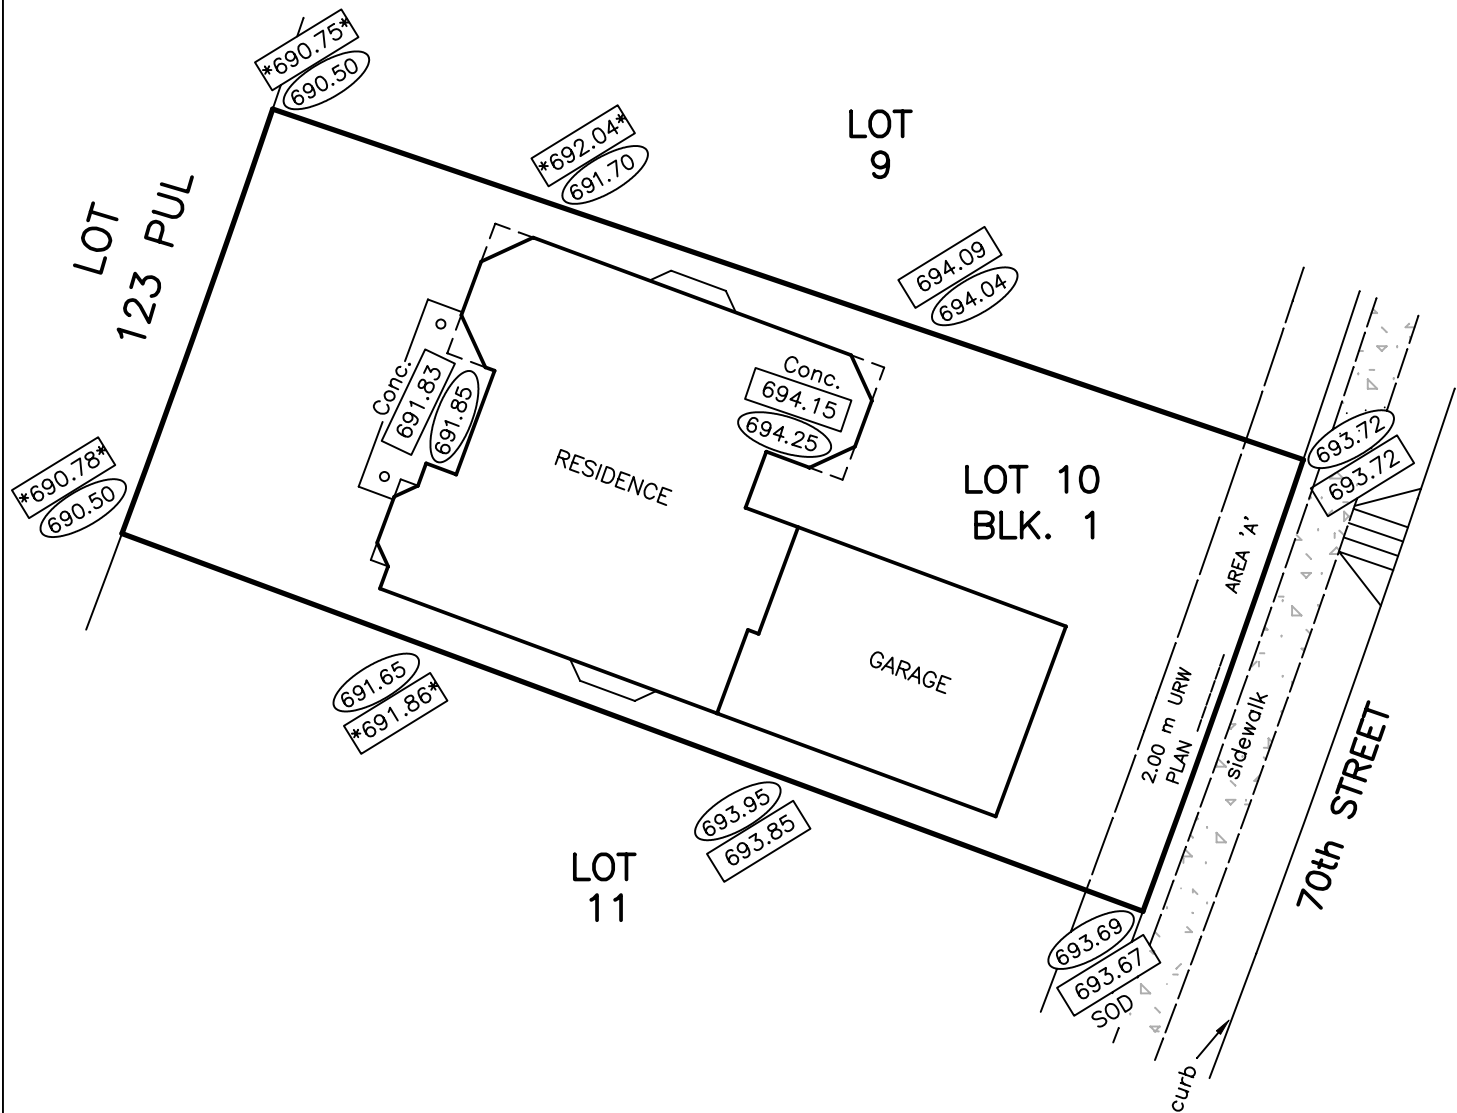 *690.75*
690.50
*692.04*
691.70
LOT
9
694.09
694.04
LOT
123 PUL
Conc.
691.83
691.85
Conc.
694.15
694.25
693.72
693.72
*690.78*
690.50
RESIDENCE
LOT 10
BLK. 1
AREA 'A'
GARAGE
2.00 m URW
PLAN
sidewalk
70th STREET
691.65
*691.86*
693.95
693.85
LOT
11
693.69
693.67
SOD
curb